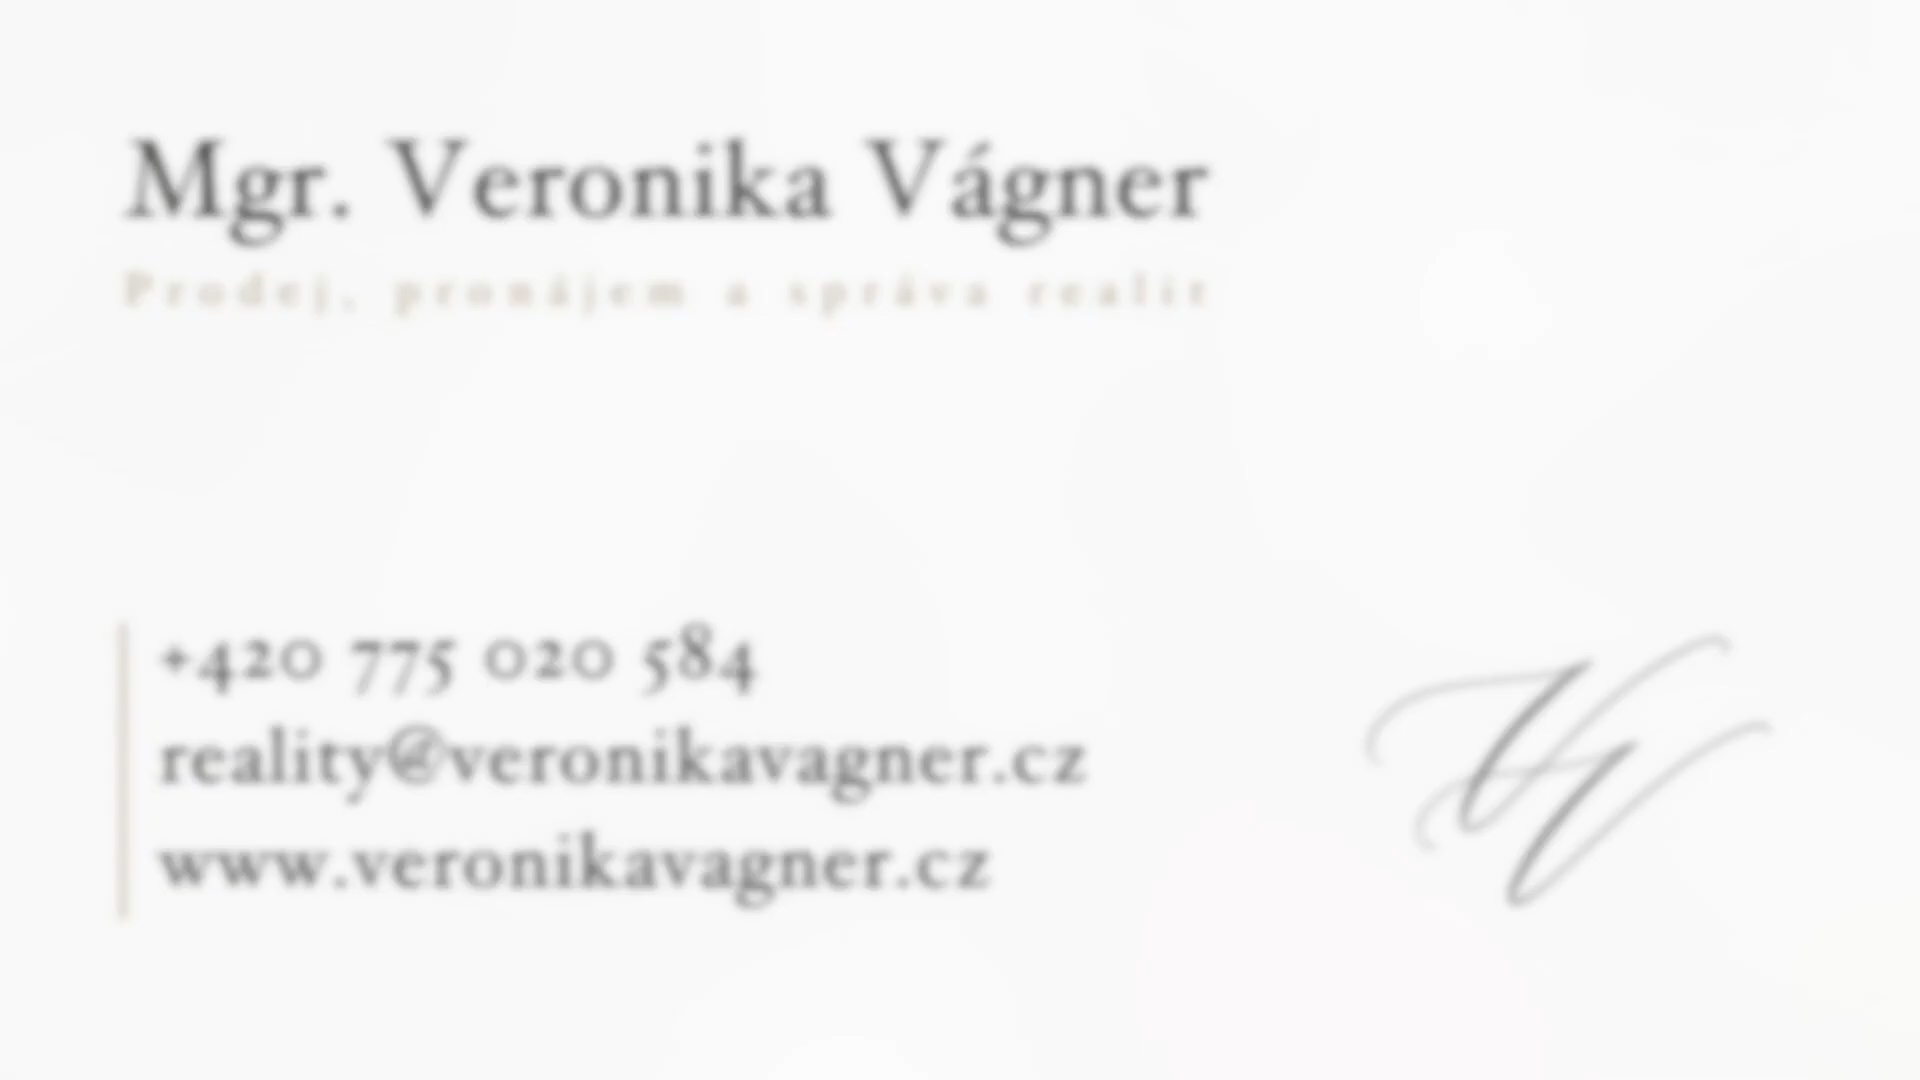 Mgr. Veronika Vágner
Prodej, pronájem a správa realit
+420 775 020 584
reality@veronikavagner.cz
www.veronikavagner.cz